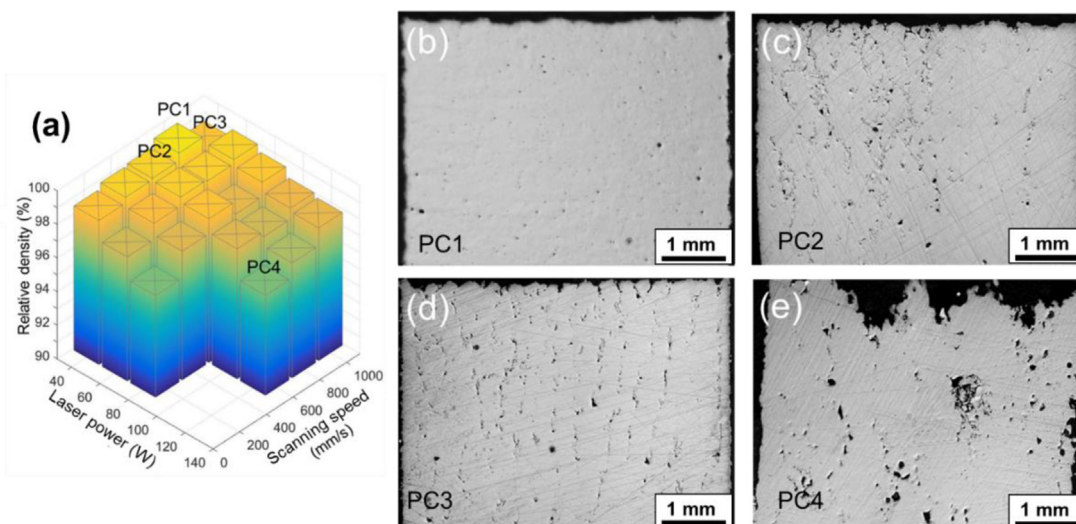 (a)
PC1
PC3
PC2
PC4
Relative density (%)
100
98
96
94
92
90
40
60
80
100
120
140
Laser power (W)
0
200
400
600
800
1000
Scanning speed
(mm/s)
(b)
PC1
1 mm
(c)
PC2
1 mm
(d)
PC3
1 mm
(e)
PC4
1 mm